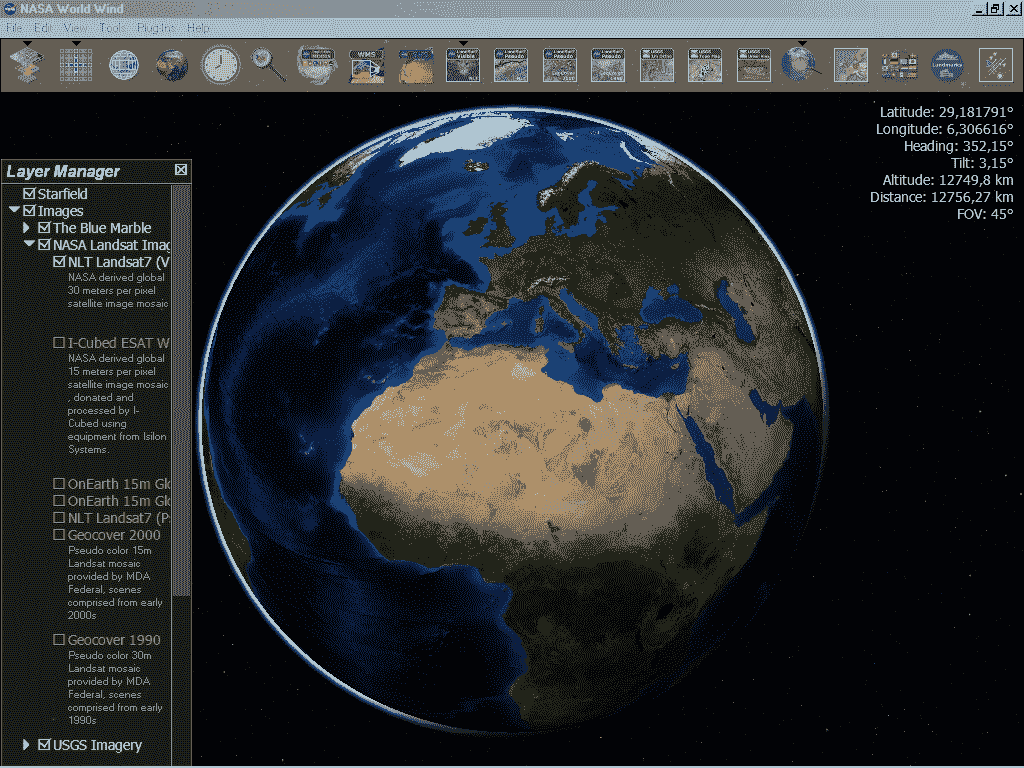 NASA World Wind
File Edit View Tools Plug-Ins Help
WMS
Landmarks
Latitude: 29,181791°
Longitude: 6,306616°
Heading: 352,15°
Tilt: 3,15°
Altitude: 12749,8 km
Distance: 12756,27 km
FOV: 45°
Layer Manager
Starfield
Images
The Blue Marble
NASA Landsat Imag
NLT Landsat7 (V
NASA derived global
30 meters per pixel
satellite image mosaic
I-Cubed ESAT W
NASA derived global
15 meters per pixel
satellite image mosaic
, donated and
processed by I-
Cubed using
equipment from Isilon
Systems.
OnEarth 15m Gl
OnEarth 15m Gl
NLT Landsat7 (P
Geocover 2000
Pseudo color 15m
Landsat mosaic
provided by MDA
Federal, scenes
comprised from early
2000s
Geocover 1990
Pseudo color 30m
Landsat mosaic
provided by MDA
Federal, scenes
comprised from early
1990s
USGS Imagery